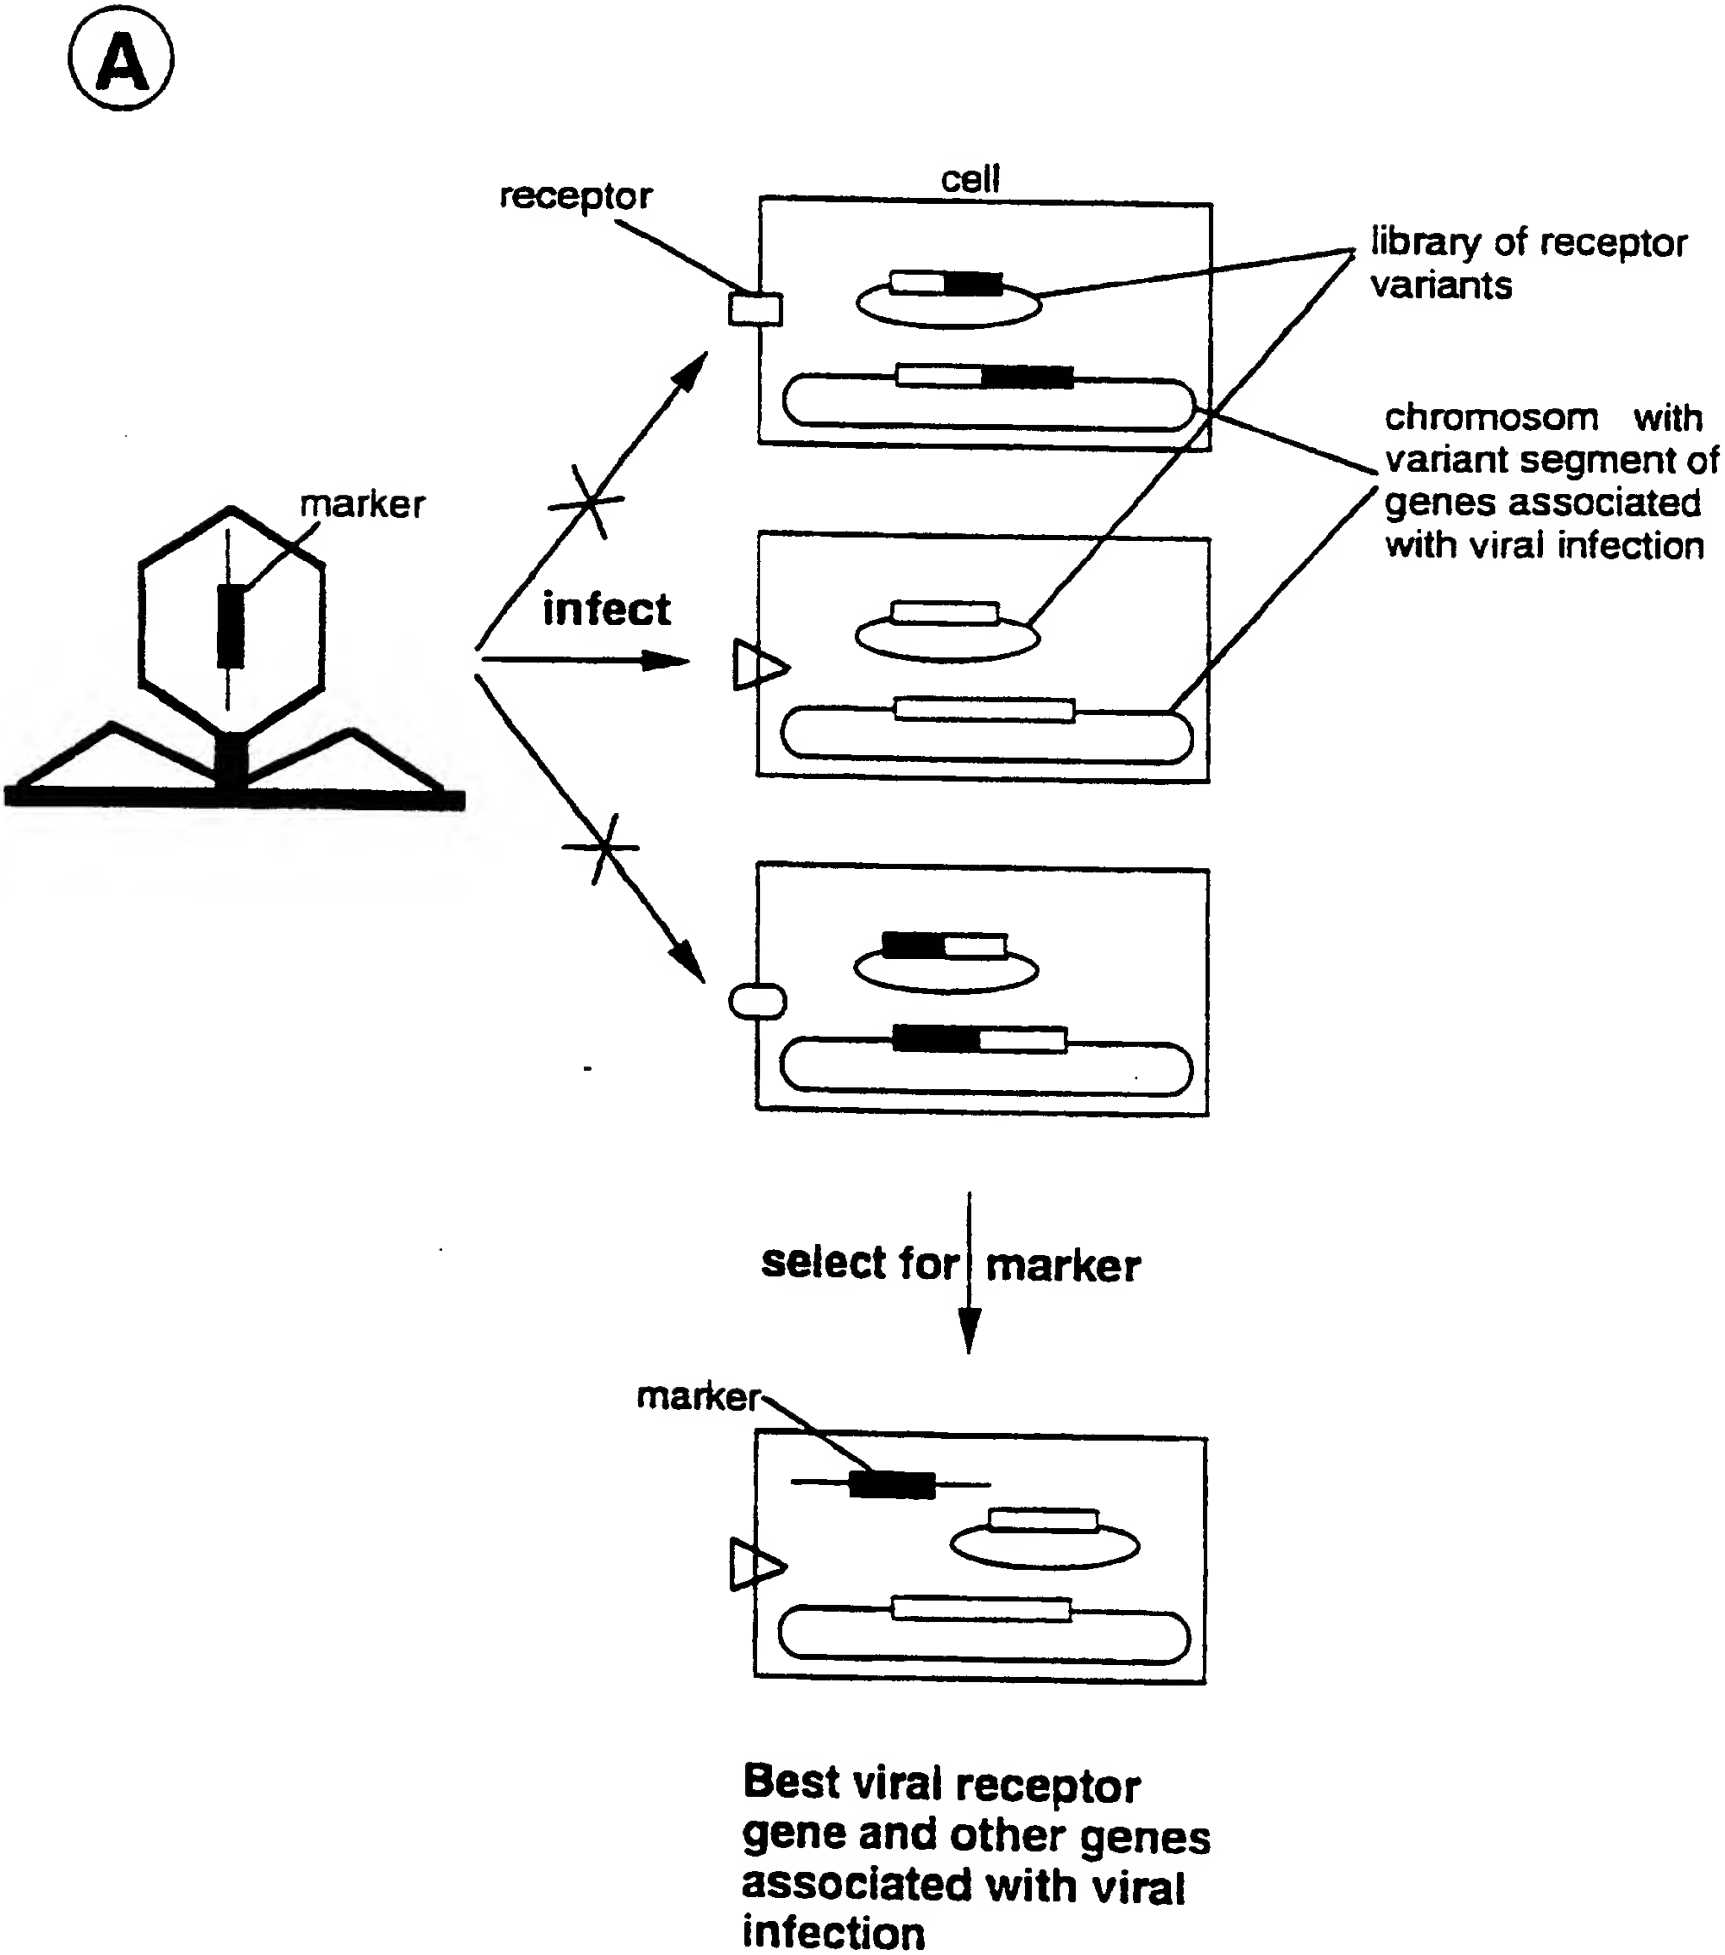 A
cell
receptor
library of receptor
variants
chromosom with
variant segment of
genes associated
with viral infection
marker
infect
select for marker
marker
Best viral receptor
gene and other genes
associated with viral
infection